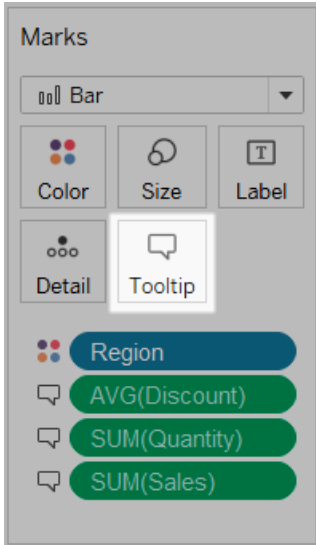 Marks
Bar
Color Size Label
Detail Tooltip
Region
AVG(Discount)
SUM(Quantity)
SUM(Sales)